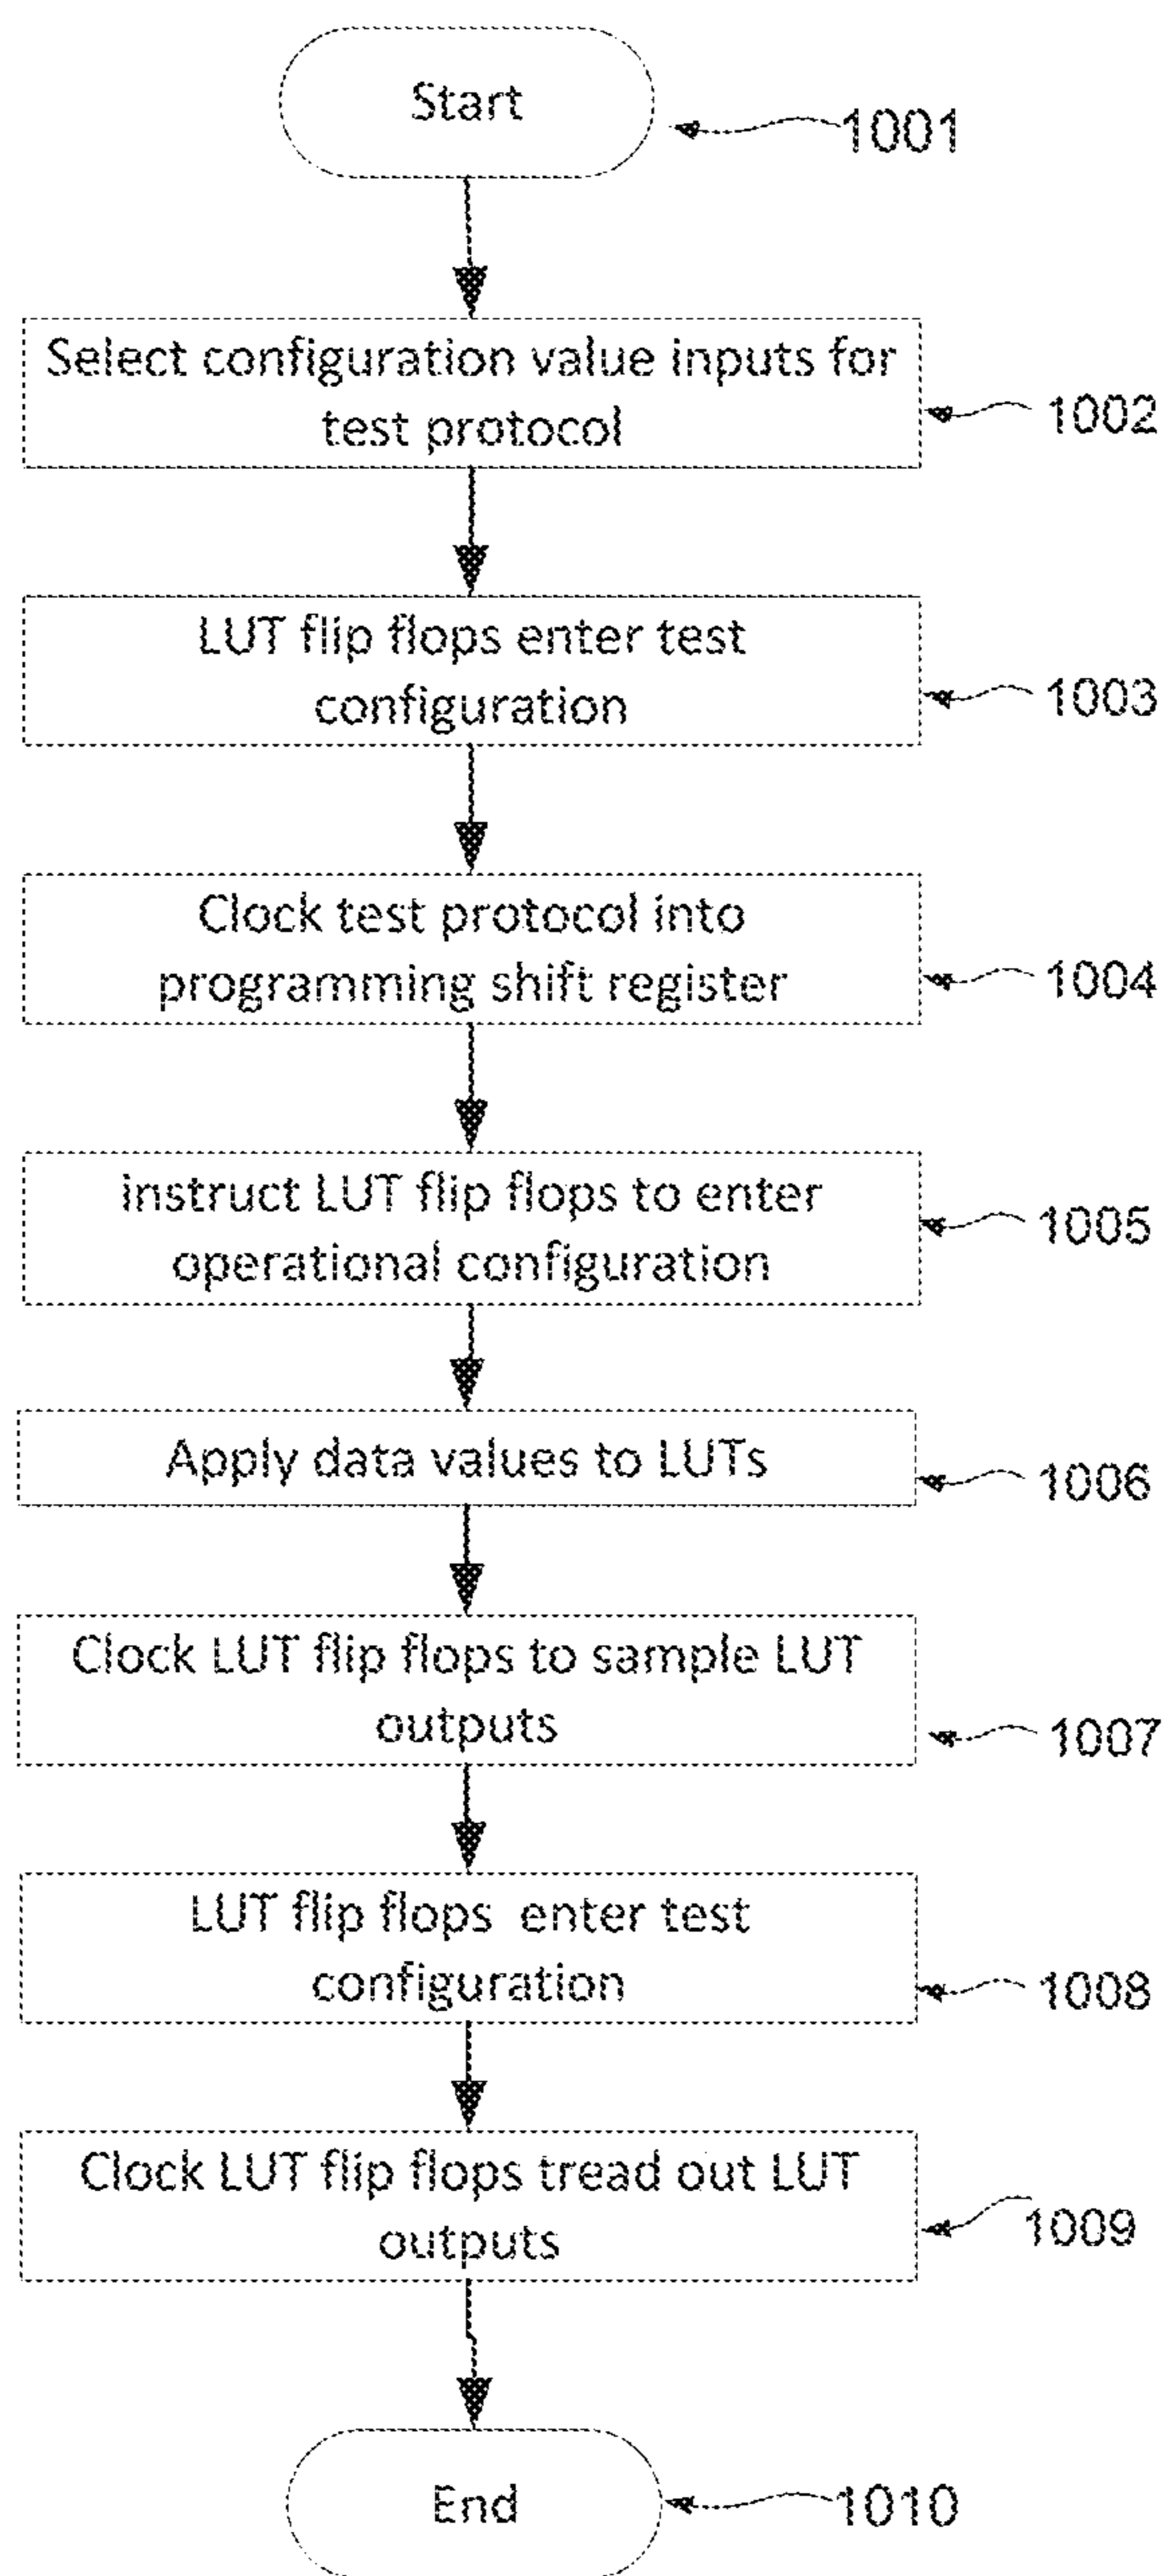 Start
1001
Select configuration value inputs for
test protocol
1002
LUT flip flops enter test
configuration
1003
Clock test protocol into
programming shift register
1004
instruct LUT flip flops to enter
operational configuration
1005
Apply data values to LUTs
1006
Clock LUT flip flops to sample LUT
outputs
1007
LUT flip flops enter test
configuration
1008
Clock LUT flip flops tread out LUT
outputs
1009
End
1010